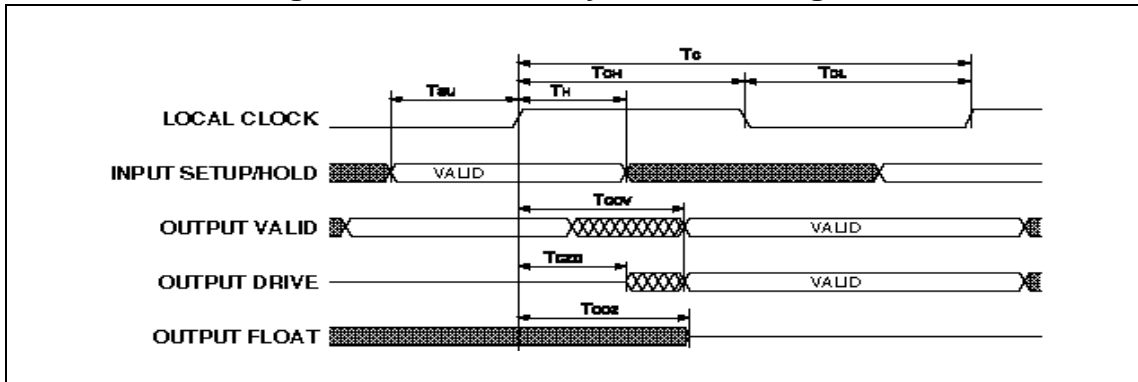 Tc
TCH
TCL
TSU
TH
LOCAL CLOCK
INPUT SETUP/HOLD
VALID
TCOV
OUTPUT VALID
VALID
TCZO
OUTPUT DRIVE
VALID
TCOZ
OUTPUT FLOAT